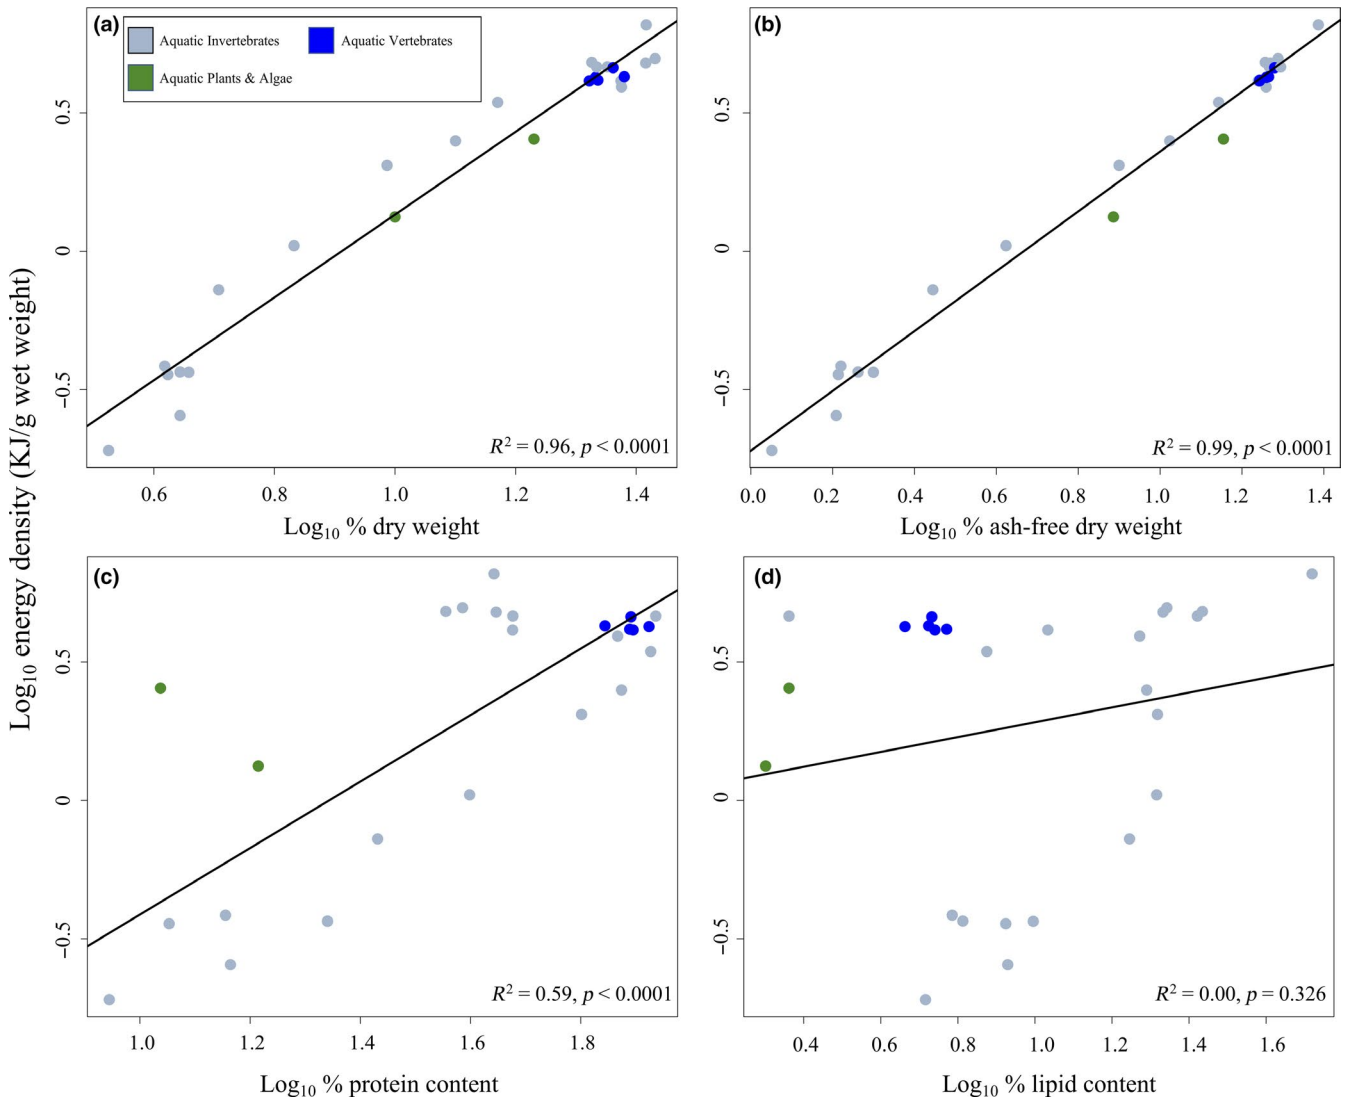 (a)
Aquatic Invertebrates
Aquatic Vertebrates
Aquatic Plants & Algae
0.5
0
−0.5
R² = 0.96, p < 0.0001
0.6 0.8 1.0 1.2 1.4
Log₁₀ % dry weight
(b)
0.5
0
−0.5
R² = 0.99, p < 0.0001
0.0 0.2 0.4 0.6 0.8 1.0 1.2 1.4
Log₁₀ % ash-free dry weight
Log₁₀ energy density (KJ/g wet weight)
(c)
0.5
0
−0.5
R² = 0.59, p < 0.0001
1.0 1.2 1.4 1.6 1.8
Log₁₀ % protein content
(d)
0.5
0
−0.5
R² = 0.00, p = 0.326
0.4 0.6 0.8 1.0 1.2 1.4 1.6
Log₁₀ % lipid content